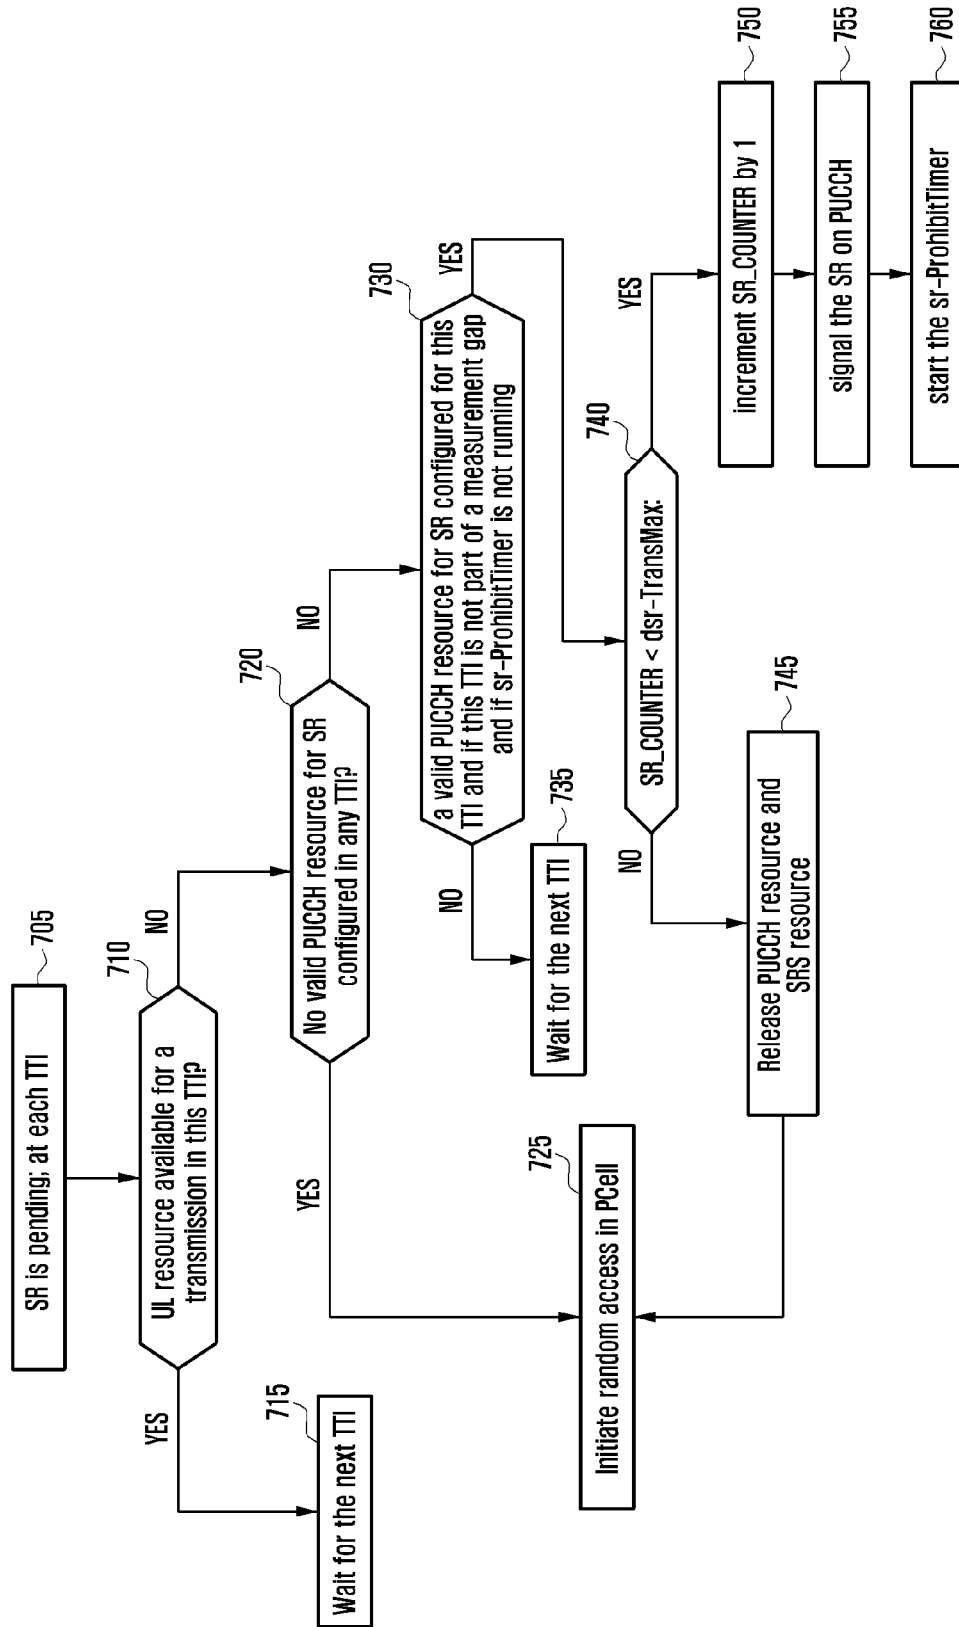 SR is pending; at each TTI
705
UL resource available for a
transmission in this TTI?
710
YES
NO
Wait for the next TTI
715
No valid PUCCH resource for SR
configured in any TTI?
720
YES
NO
Initiate random access in PCell
725
a valid PUCCH resource for SR configured for this
TTI and if this TTI is not part of a measurement gap
and if sr-ProhibitTimer is not running
730
NO
YES
Wait for the next TTI
735
SR_COUNTER < dsr-TransMax:
740
NO
YES
Release PUCCH resource and
SRS resource
745
increment SR_COUNTER by 1
750
signal the SR on PUCCH
755
start the sr-ProhibitTimer
760